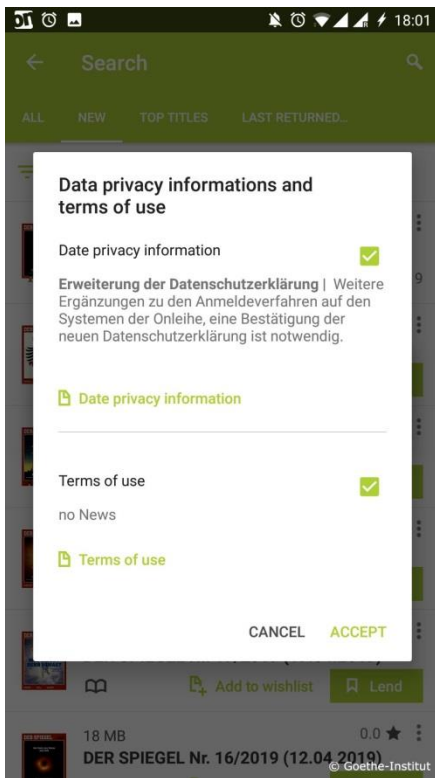 18:01
Search
ALL NEW TOP TITLES LAST RETURNED...
Data privacy informations and
terms of use
Date privacy information
Erweiterung der Datenschutzerklärung | Weitere
Ergänzungen zu den Anmeldeverfahren auf den
Systemen der Onleihe, eine Bestätigung der
neuen Datenschutzerklärung ist notwendig.
9
Date privacy information
Terms of use
no News
Terms of use
CANCEL ACCEPT
Add to wishlist Lend
18 MB 0.0
DER SPIEGEL Nr. 16/2019 (12.04.2019)
© Goethe-Institut